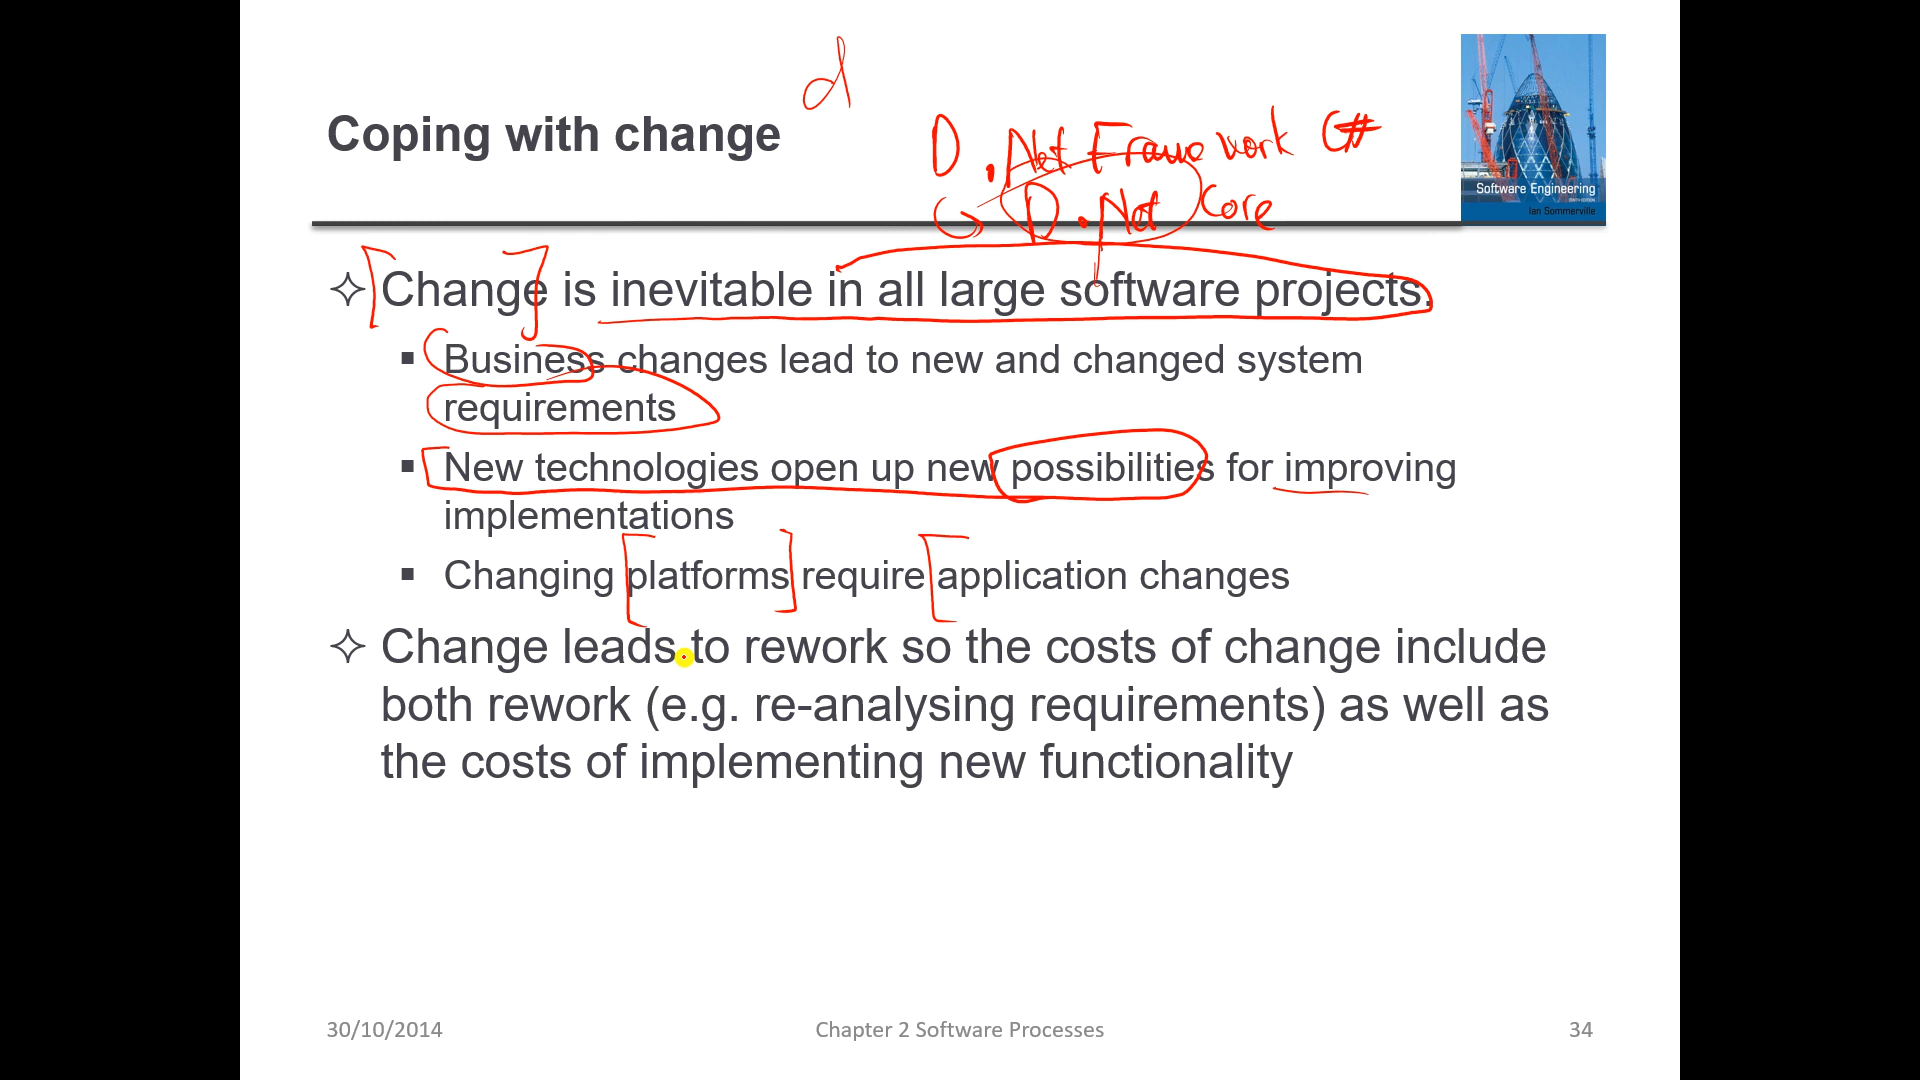 d
Coping with change
D .Net Framework C#
D .Net Core
Software Engineering
Ian Sommerville
✧ Change is inevitable in all large software projects.
▪ Business changes lead to new and changed system
requirements
▪ New technologies open up new possibilities for improving
implementations
▪ Changing platforms require application changes
✧ Change leads to rework so the costs of change include
both rework (e.g. re-analysing requirements) as well as
the costs of implementing new functionality
30/10/2014
Chapter 2 Software Processes
34